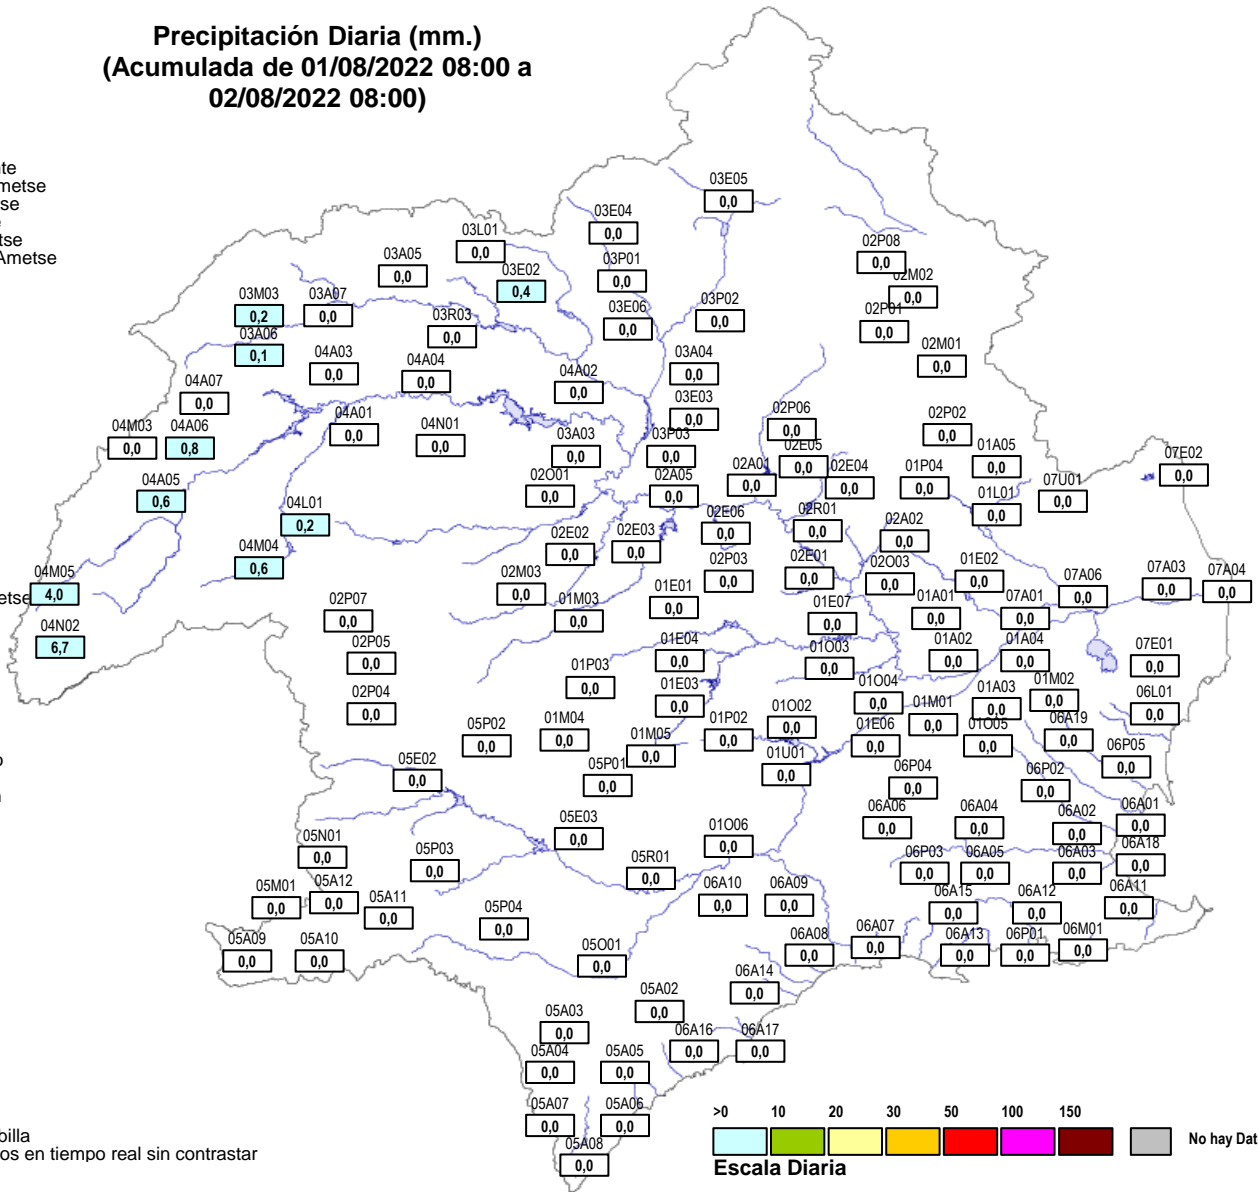 Precipitación Diaria (mm.)
(Acumulada de 01/08/2022 08:00 a
02/08/2022 08:00)
03E05
0,0
03E04
0,0
03L01
0,0
03A05
0,0
03E02
0,4
03P01
0,0
02P08
0,0
02M02
0,0
03M03
0,2
03A07
0,0
03R03
0,0
03E06
0,0
03P02
0,0
02P01
0,0
03A06
0,1
04A03
0,0
04A04
0,0
04A02
0,0
03A04
0,0
02M01
0,0
04A07
0,0
03E03
0,0
04M03
0,0
04A06
0,8
04A01
0,0
04N01
0,0
03A03
0,0
03P03
0,0
02P06
0,0
02P02
0,0
02E05
0,0
01A05
0,0
07E02
0,0
04A05
0,6
02O01
0,0
02A05
0,0
02A01
0,0
02E04
0,0
01P04
0,0
07U01
0,0
01L01
0,0
04L01
0,2
02E06
0,0
02R01
0,0
02A02
0,0
04M04
0,6
02E02
0,0
02E03
0,0
04M05
4,0
02M03
0,0
02P03
0,0
02E01
0,0
02O03
0,0
01E02
0,0
07A06
0,0
07A03
0,0
07A04
0,0
02P07
0,0
01M03
0,0
01E01
0,0
01E07
0,0
01A01
0,0
07A01
0,0
04N02
6,7
02P05
0,0
01E04
0,0
01O03
0,0
01A02
0,0
01A04
0,0
07E01
0,0
02P04
0,0
01P03
0,0
01E03
0,0
01O04
0,0
01M01
0,0
01A03
0,0
01M02
0,0
06L01
0,0
05P02
0,0
01M04
0,0
01M05
0,0
01P02
0,0
01O02
0,0
01E06
0,0
01O05
0,0
06A19
0,0
06P05
0,0
05E02
0,0
05P01
0,0
01U01
0,0
06P04
0,0
06P02
0,0
05E03
0,0
01O06
0,0
06A06
0,0
06A04
0,0
06A02
0,0
06A01
0,0
05N01
0,0
05P03
0,0
05R01
0,0
06P03
0,0
06A05
0,0
06A03
0,0
06A18
0,0
05M01
0,0
05A12
0,0
05A11
0,0
05P04
0,0
06A10
0,0
06A09
0,0
06A15
0,0
06A12
0,0
06A11
0,0
05A09
0,0
05A10
0,0
05O01
0,0
06A08
0,0
06A07
0,0
06A13
0,0
06P01
0,0
06M01
0,0
05A02
0,0
06A14
0,0
05A03
0,0
06A16
0,0
06A17
0,0
05A04
0,0
05A05
0,0
05A07
0,0
05A06
0,0
05A08
0,0
>0 10 20 30 50 100 150
No hay Dat
Escala Diaria
nte
metse
tse
Ametse
etse
billa
os en tiempo real sin contrastar